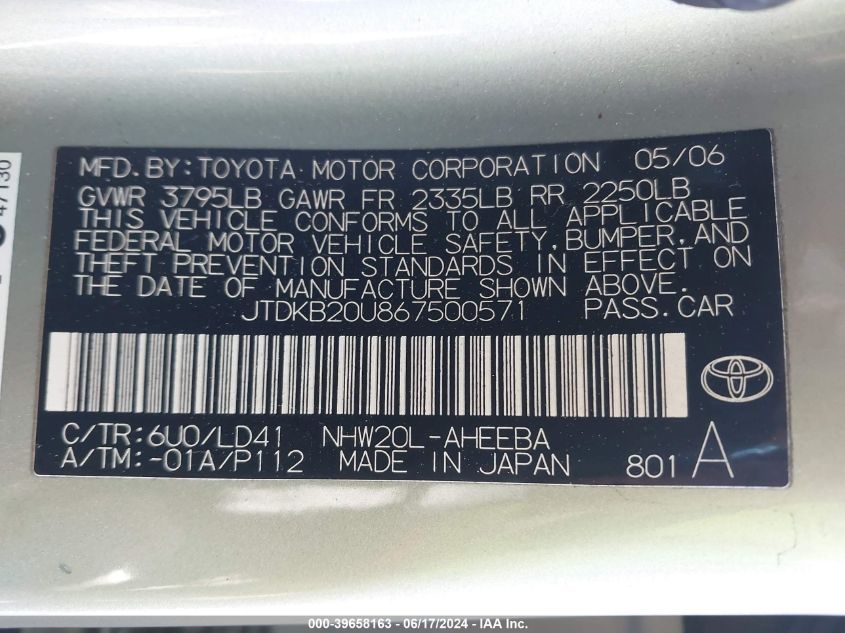 MFD.BY:TOYOTA MOTOR CORPORATION 05/06
GVWR 3795LB GAWR FR 2335LB RR 2250LB
THIS VEHICLE CONFORMS TO ALL APPLICABLE
FEDERAL MOTOR VEHICLE SAFETY,BUMPER,AND
THEFT PREVENTION STANDARDS IN EFFECT ON
THE DATE OF MANUFACTURE SHOWN ABOVE.
JTDKB20U867500571 PASS.CAR
C/TR:6U0/LD41 NHW20L-AHEEBA
A/TM:-01A/P112 MADE IN JAPAN 801 A
47130
000-39658163 - 06/17/2024 - IAA Inc.